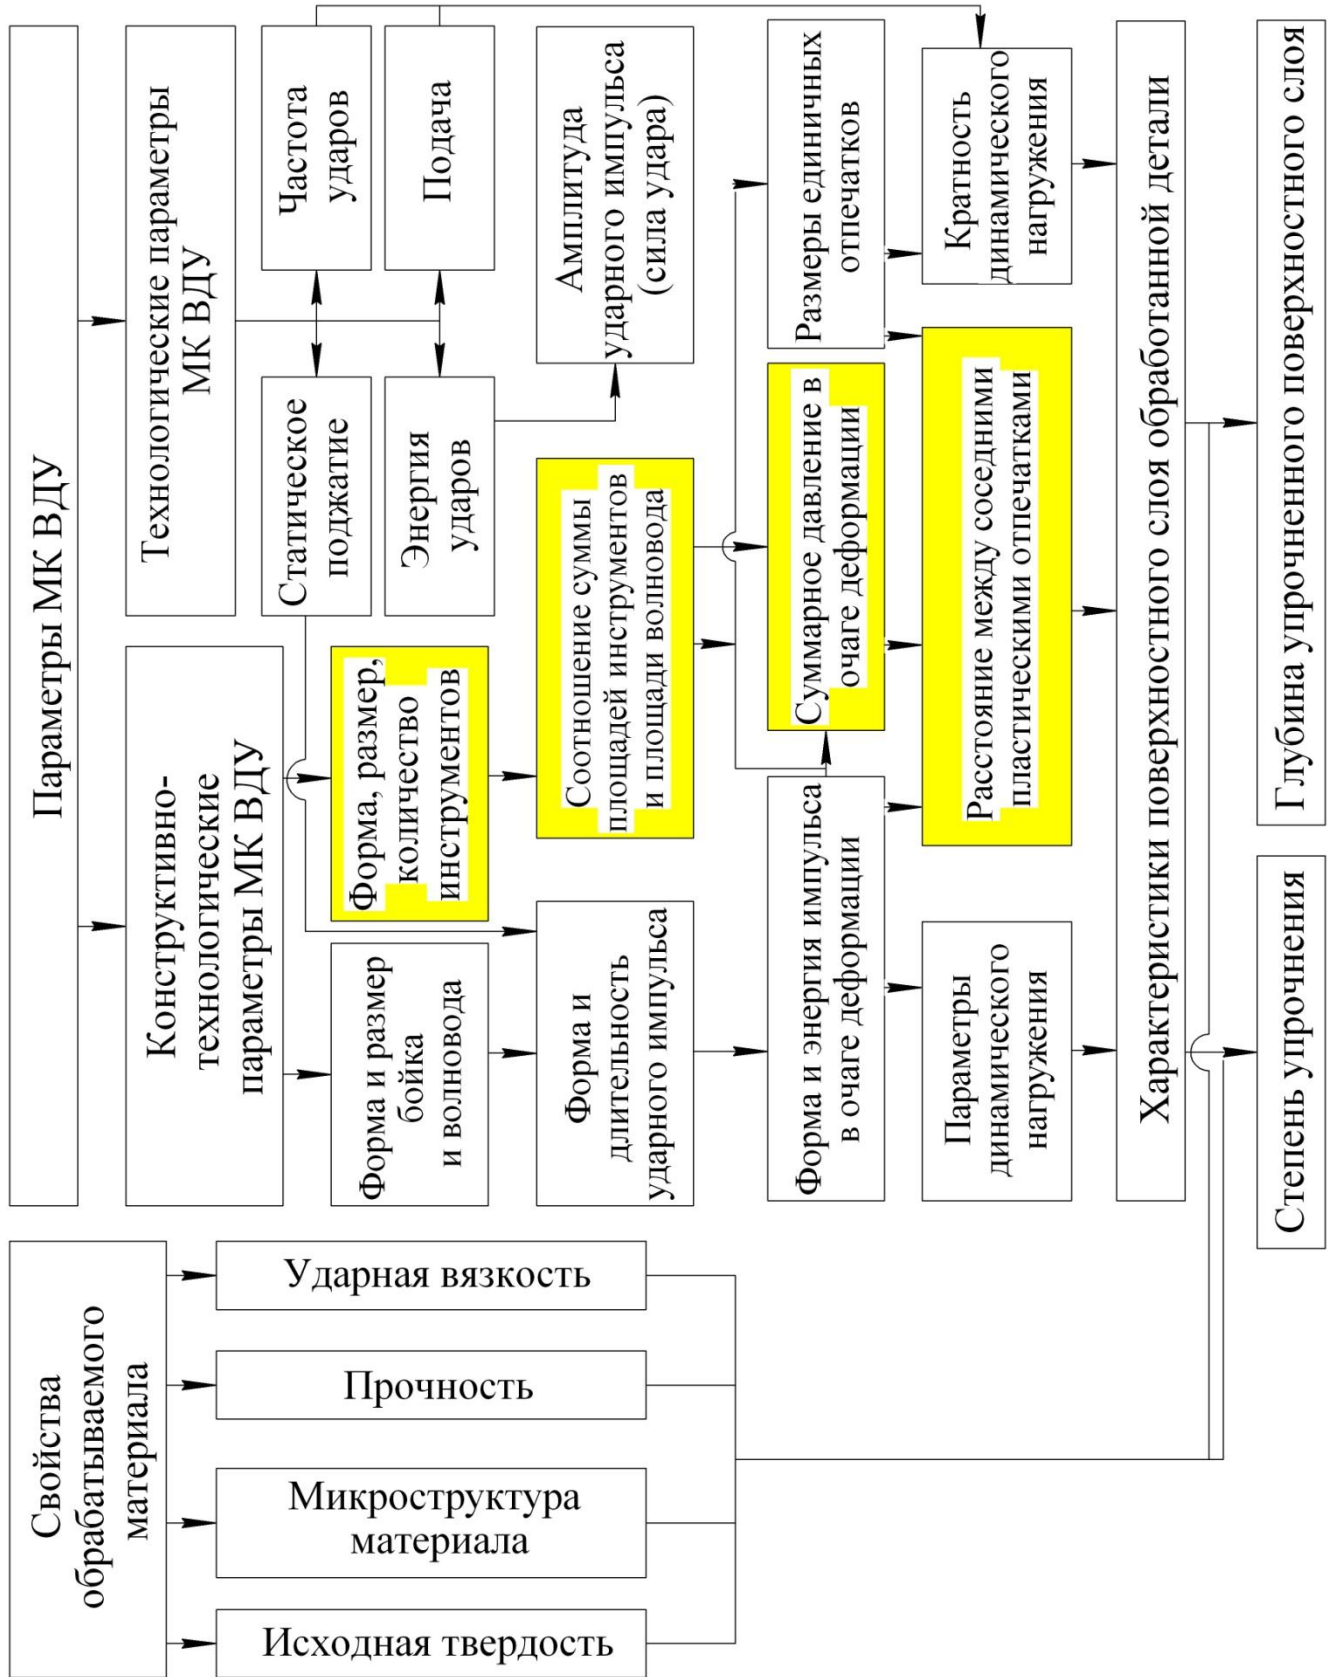 Свойства
обрабатываемого
материала
Исходная твердость
Микроструктура
материала
Прочность
Ударная вязкость
Параметры МК ВДУ
Конструктивно-
технологические
параметры МК ВДУ
Технологические параметры
МК ВДУ
Статическое
поджатие
Частота
ударов
Энергия
ударов
Подача
Форма и размер
бойка
и волновода
Форма, размер,
количество
инструментов
Форма и
длительность
ударного импульса
Соотношение суммы
площадей инструментов
и площади волновода
Амплитуда
ударного импульса
(сила удара)
Форма и энергия импульса
в очаге деформации
Суммарное давление в
очаге деформации
Размеры единичных
отпечатков
Параметры
динамического
нагружения
Расстояние между соседними
пластическими отпечатками
Кратность
динамического
нагружения
Характеристики поверхностного слоя обработанной детали
Степень упрочнения
Глубина упрочненного поверхностного слоя